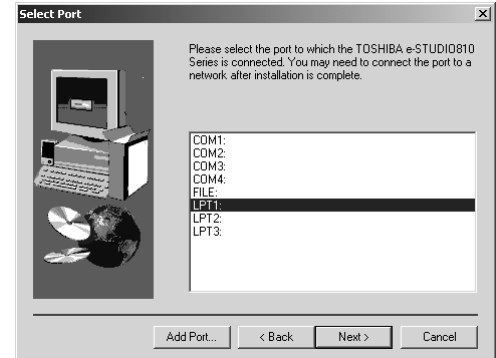 Select Port
Please select the port to which the TOSHIBA e-STUDIO810
Series is connected. You may need to connect the port to a
network after installation is complete.
COM1:
COM2:
COM3:
COM4:
FILE:
LPT1:
LPT2:
LPT3:
Add Port... < Back Next > Cancel